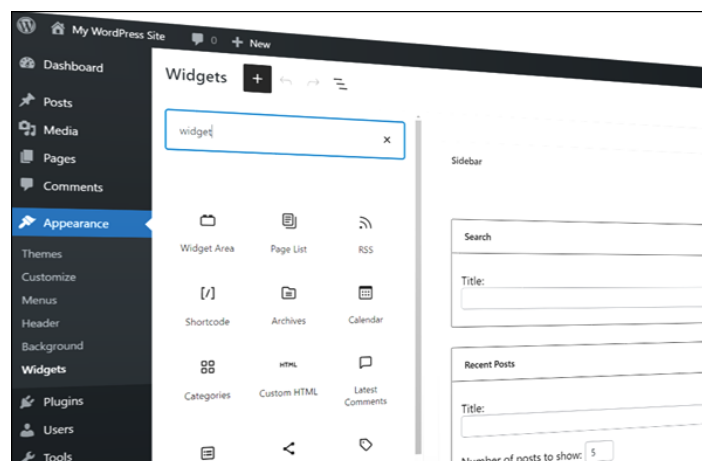 My WordPress Site 0 + New
Dashboard
Posts
Media
Pages
Comments
Appearance
Themes
Customize
Menus
Header
Background
Widgets
Plugins
Users
Tools
Widgets
widget
Widget Area Page List RSS
Shortcode Archives Calendar
Categories Custom HTML Latest Comments
Sidebar
Search
Title:
Recent Posts
Title:
Number of posts to show: 5